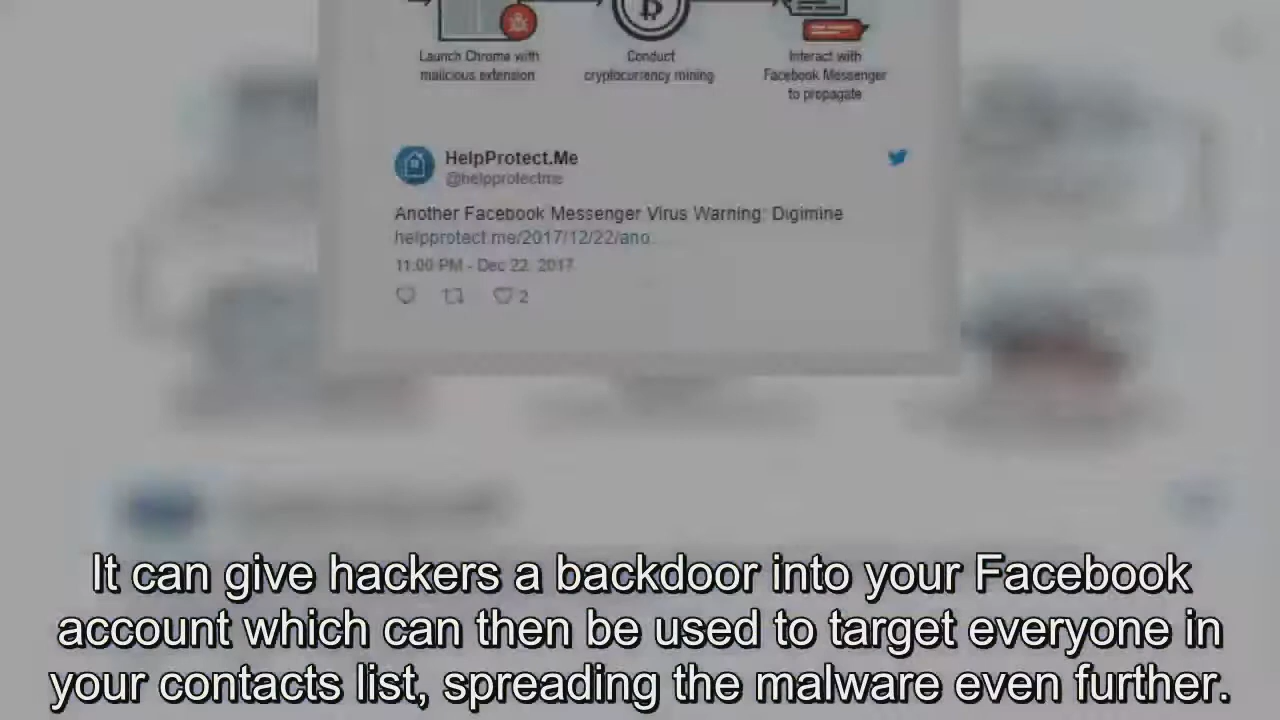 Launch Chrome with
malicious extension
Conduct
cryptocurrency mining
Interact with
Facebook Messenger
to propagate
HelpProtect.Me
@helpprotectme
Another Facebook Messenger Virus Warning: Digimine
helpprotect.me/2017/12/22/ano…
11:00 PM - Dec 22, 2017
2
It can give hackers a backdoor into your Facebook
account which can then be used to target everyone in
your contacts list, spreading the malware even further.